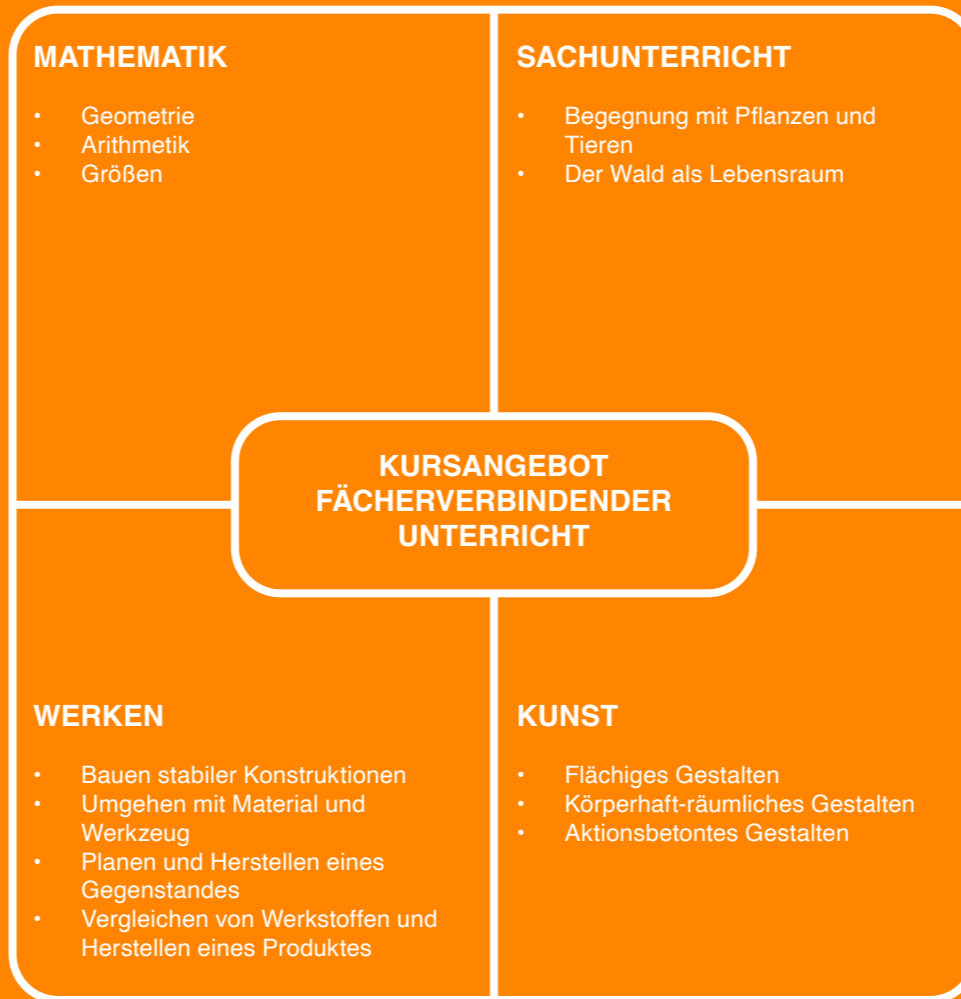 MATHEMATIK
• Geometrie
• Arithmetik
• Größen
SACHUNTERRICHT
• Begegnung mit Pflanzen und
Tieren
• Der Wald als Lebensraum
KURSANGEBOT
FÄCHERVERBINDENDER
UNTERRICHT
WERKEN
• Bauen stabiler Konstruktionen
• Umgehen mit Material und
Werkzeug
• Planen und Herstellen eines
Gegenstandes
• Vergleichen von Werkstoffen und
Herstellen eines Produktes
KUNST
• Flächiges Gestalten
• Körperhaft-räumliches Gestalten
• Aktionsbetontes Gestalten